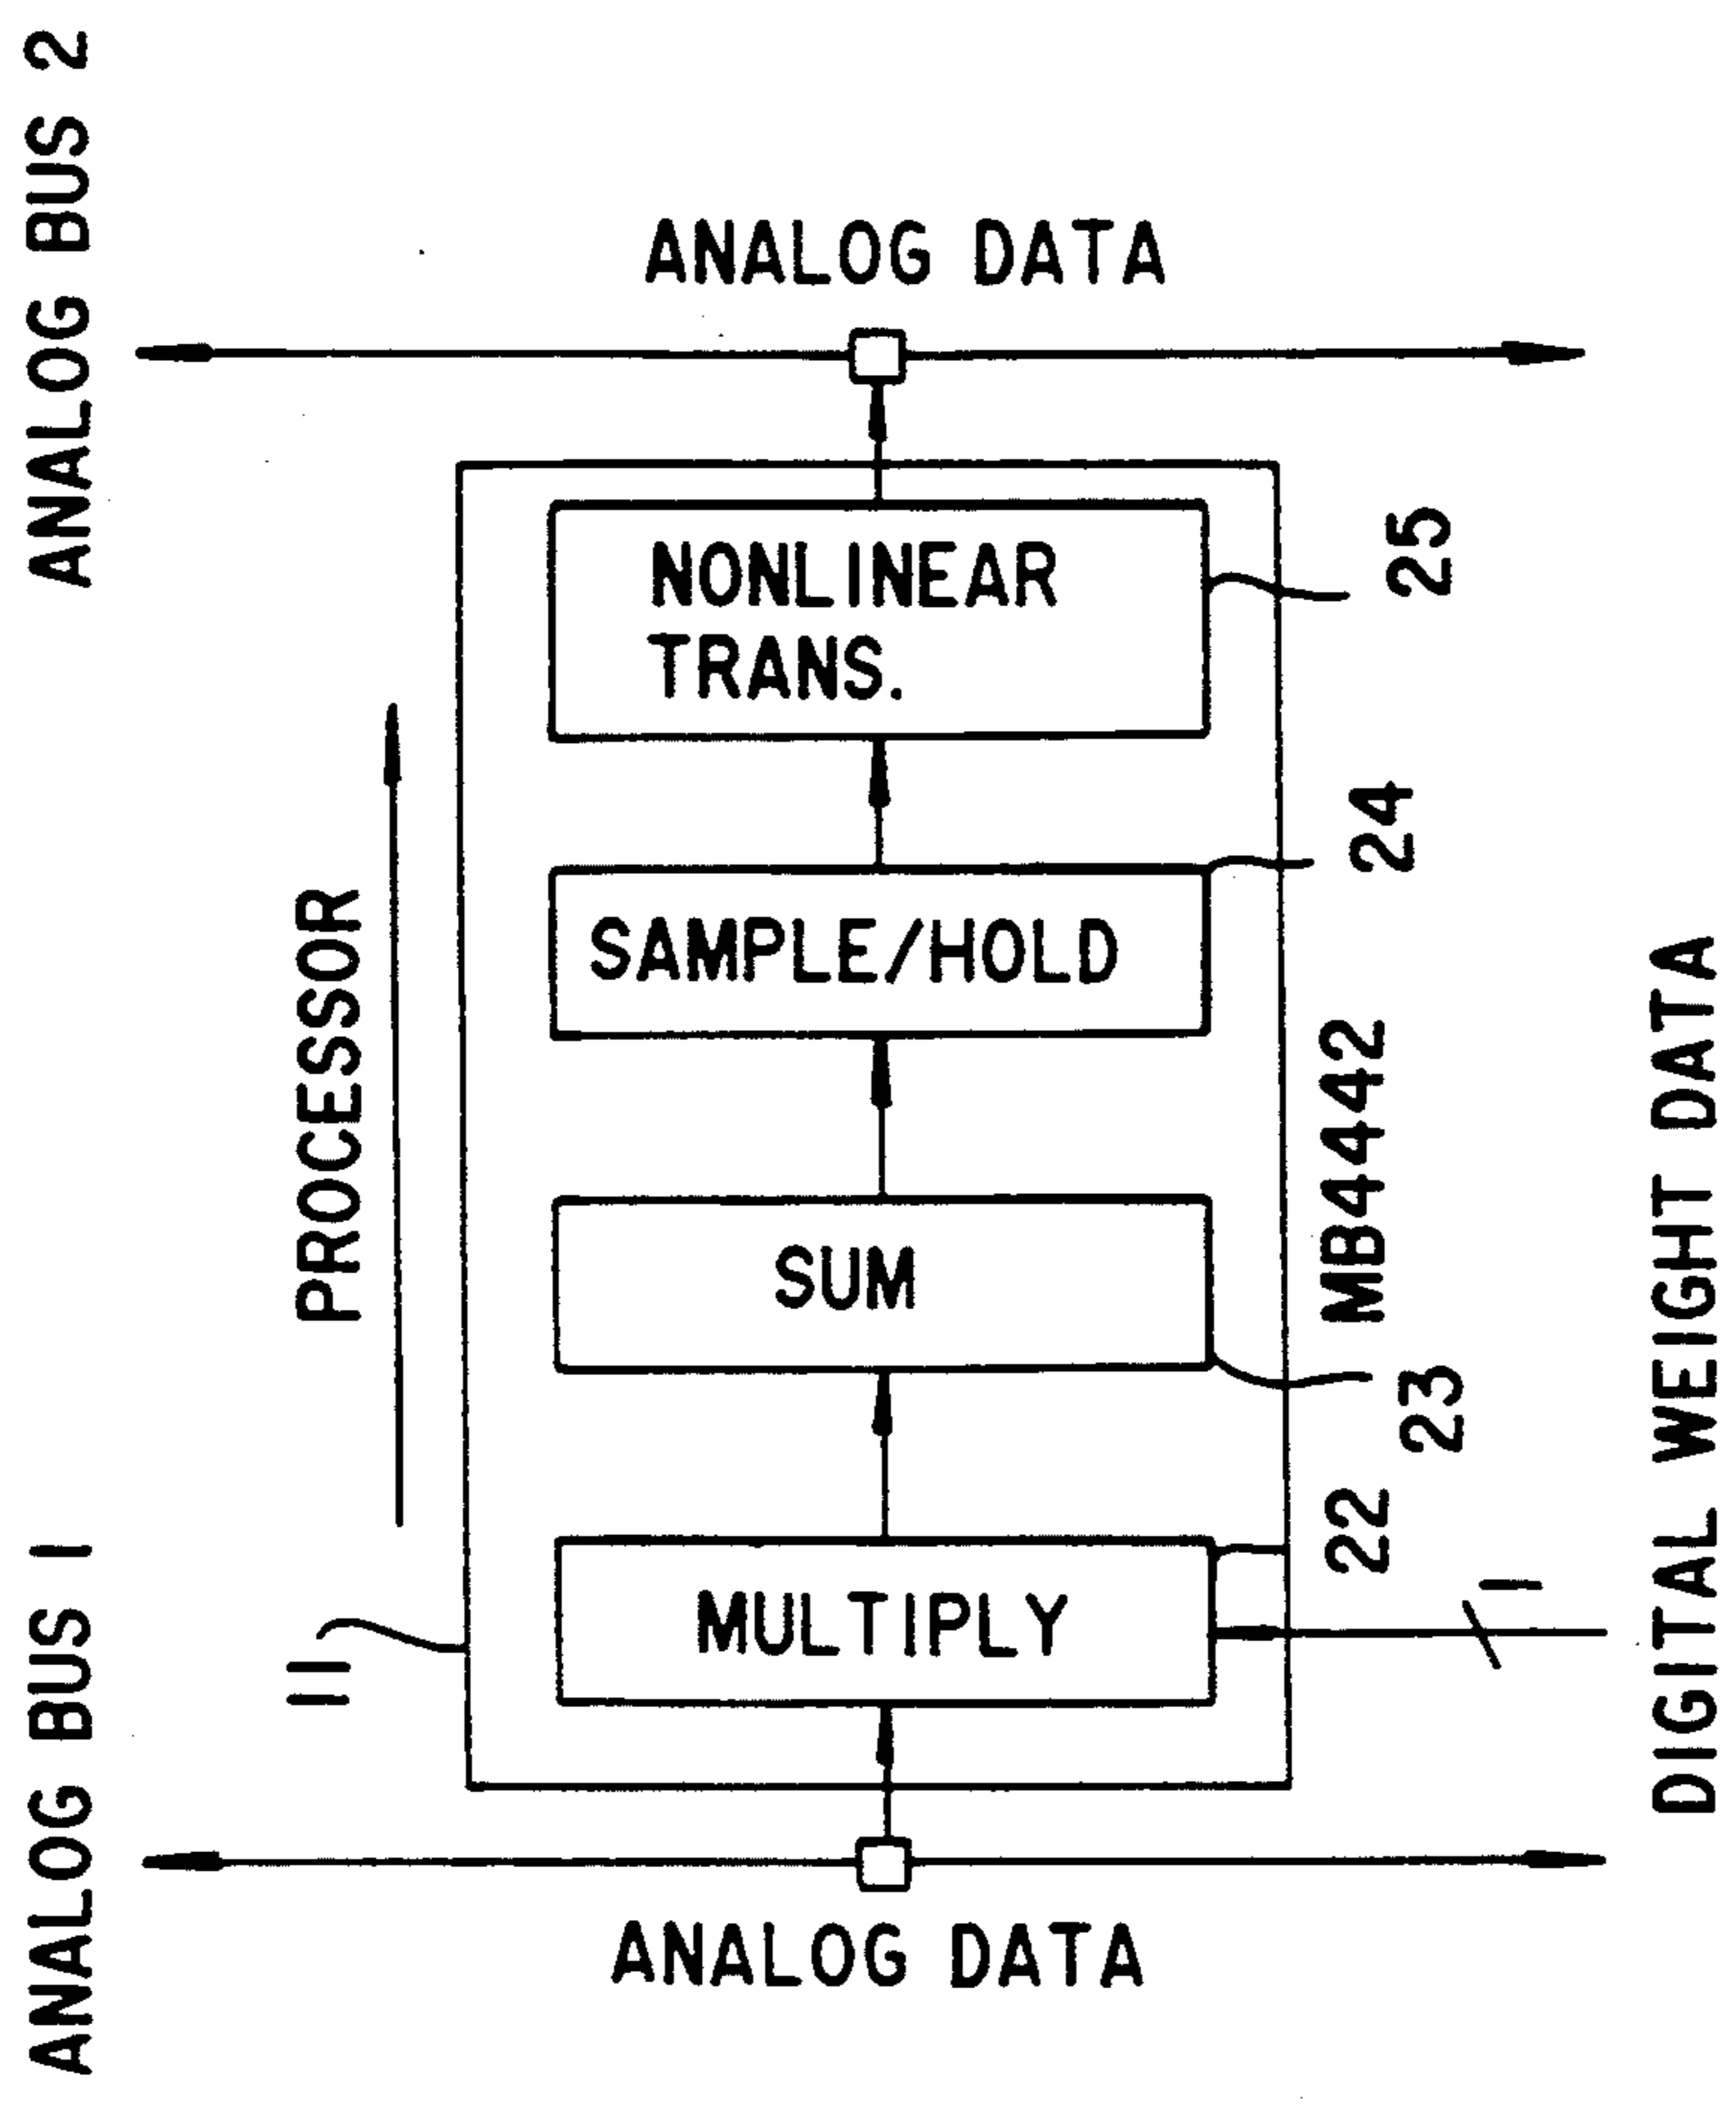 ANALOG BUS 2
ANALOG DATA
NONLINEAR
TRANS.
25
24
SAMPLE/HOLD
PROCESSOR
SUM
MB4442
23
22
MULTIPLY
11
1
ANALOG BUS 1
ANALOG DATA
DIGITAL WEIGHT DATA